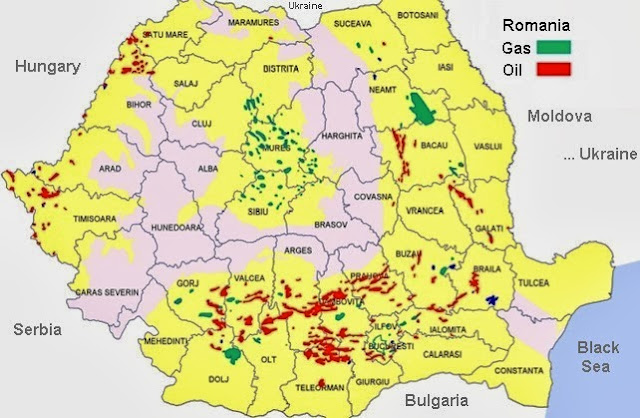 Ukraine
BOTOSANI
SUCEAVA
MARAMURES
Romania
SATU MARE
Gas
Hungary
BISTRITA
IASI
Oil
SALAJ
NEAMT
BIHOR
Moldova
CLUJ
HARGHITA
MURES
BACAU
VASLUI
... Ukraine
ARAD
ALBA
COVASNA
TIMISOARA
SIBIU
VRANCEA
HUNEDOARA
BRASOV
GALATI
ARGES
BUZAU
BRAILA
GORJ
VALCEA
PRAHOVA
TULCEA
CARAS SEVERIN
DAMBOVITA
Serbia
ILFOV
IALOMITA
MEHEDINTI
BUCURESTI
Black
OLT
CALARASI
Sea
DOLJ
TELEORMAN
GIURGIU
CONSTANTA
Bulgaria